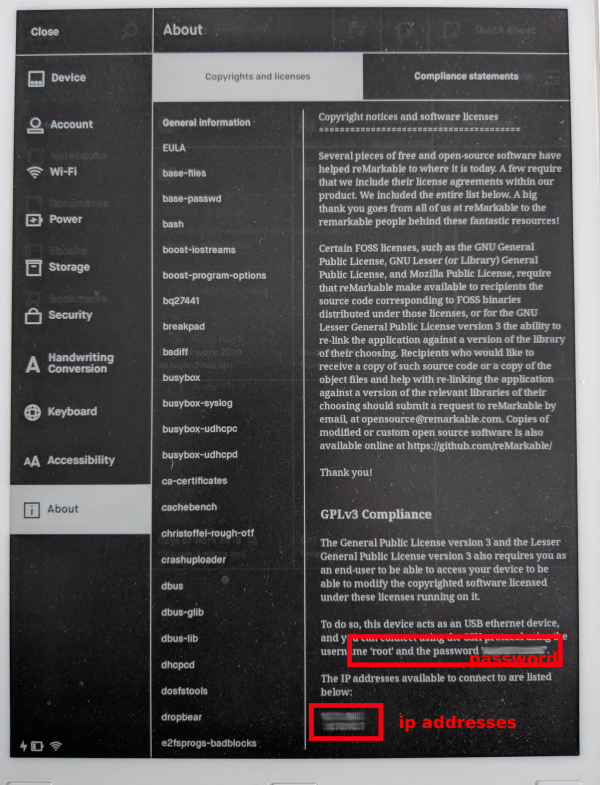 Close
About
Quick sheet
Copyrights and licenses
Compliance statements
Device
Account
Notebooks
Wi-Fi
Documents
Power
Ebooks
Storage
Bookmarks
Security
Handwriting
Conversion
Keyboard
Accessibility
About
General information
EULA
base-files
base-passwd
bash
boost-iostreams
boost-program-options
bq27441
breakpad
bsdiff
busybox
busybox-syslog
busybox-udhcpc
busybox-udhcpd
ca-certificates
cachebench
christoffel-rough-otf
crashuploader
dbus
dbus-glib
dbus-lib
dhcpcd
dosfstools
dropbear
e2fsprogs-badblocks
Copyright notices and software licenses
=======================================
Several pieces of free and open-source software have
helped reMarkable to where it is today. A few require
that we include their license agreements within our
product. We included the entire list below. A big
thank you goes from all of us at reMarkable to the
remarkable people behind these fantastic resources!
Certain FOSS licenses, such as the GNU General
Public License, GNU Lesser (or Library) General
Public License, and Mozilla Public License, require
that reMarkable make available to recipients the
source code corresponding to FOSS binaries
distributed under those licenses, or for the GNU
Lesser General Public License version 3 the ability to
re-link the application against a version of the library
of their choosing. Recipients who would like to
receive a copy of such source code or a copy of the
object files and help with re-linking the application
against a version of the relevant libraries of their
choosing should submit a request to reMarkable by
email, at opensource@remarkable.com. Copies of
modified or custom open source software is also
available online at https://github.com/reMarkable/
Thank you!
GPLv3 Compliance
The General Public License version 3 and the Lesser
General Public License version 3 also requires you as
an end-user to be able to access your device to be
able to modify the copyrighted software licensed
under these licenses running on it.
To do so, this device acts as an USB ethernet device,
and you can connect using the SSH protocol using the
username 'root' and the password '
password
The IP addresses available to connect to are listed
below:
ip addresses